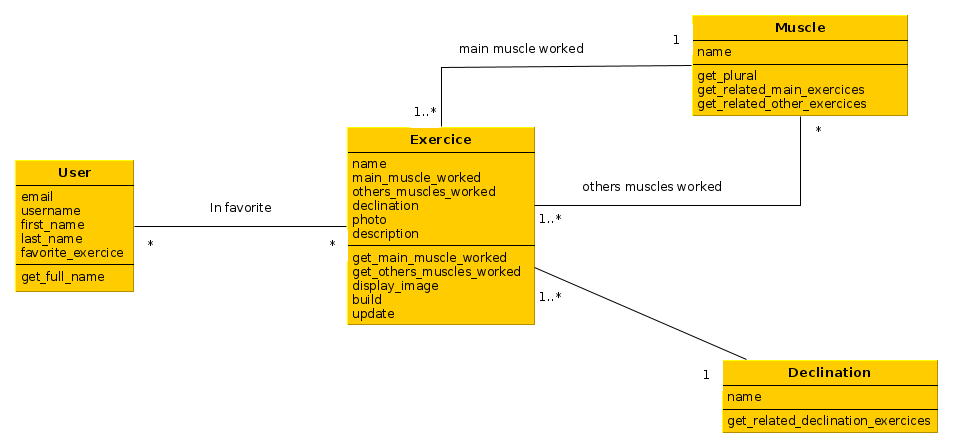 Muscle
name
get_plural
get_related_main_exercices
get_related_other_exercices
main muscle worked
1
1..*
*
Exercice
name
main_muscle_worked
others_muscles_worked
declination
photo
description
get_main_muscle_worked
get_others_muscles_worked
display_image
build
update
User
email
username
first_name
last_name
favorite_exercice
get_full_name
In favorite
*
*
others muscles worked
1..*
1..*
1
Declination
name
get_related_declination_exercices